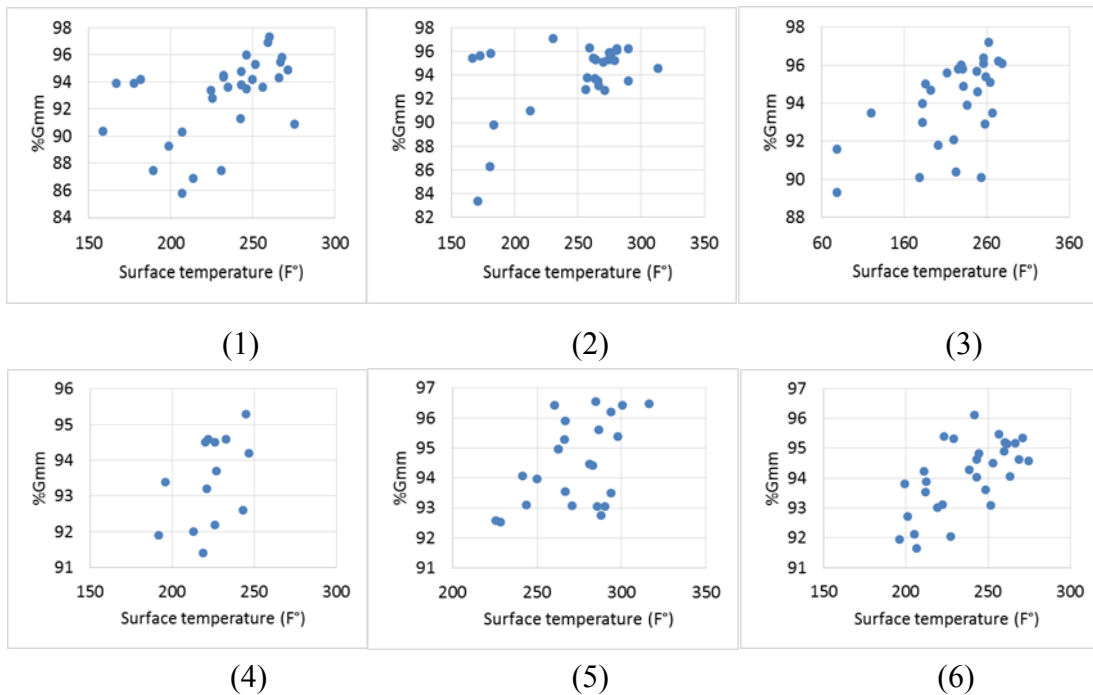 98
96
94
92
90
88
86
84
%Gmm
150 200 250 300
Surface temperature (F°)
98
96
94
92
90
88
86
84
82
%Gmm
150 200 250 300 350
Surface temperature (F°)
98
96
94
92
90
88
%Gmm
60 160 260 360
Surface temperature (F°)
(1) (2) (3)
96
95
94
93
92
91
%Gmm
150 200 250 300
Surface temperature (F°)
97
96
95
94
93
92
91
%Gmm
200 250 300 350
Surface temperature (F°)
97
96
95
94
93
92
91
%Gmm
150 200 250 300
Surface temperature (F°)
(4) (5) (6)